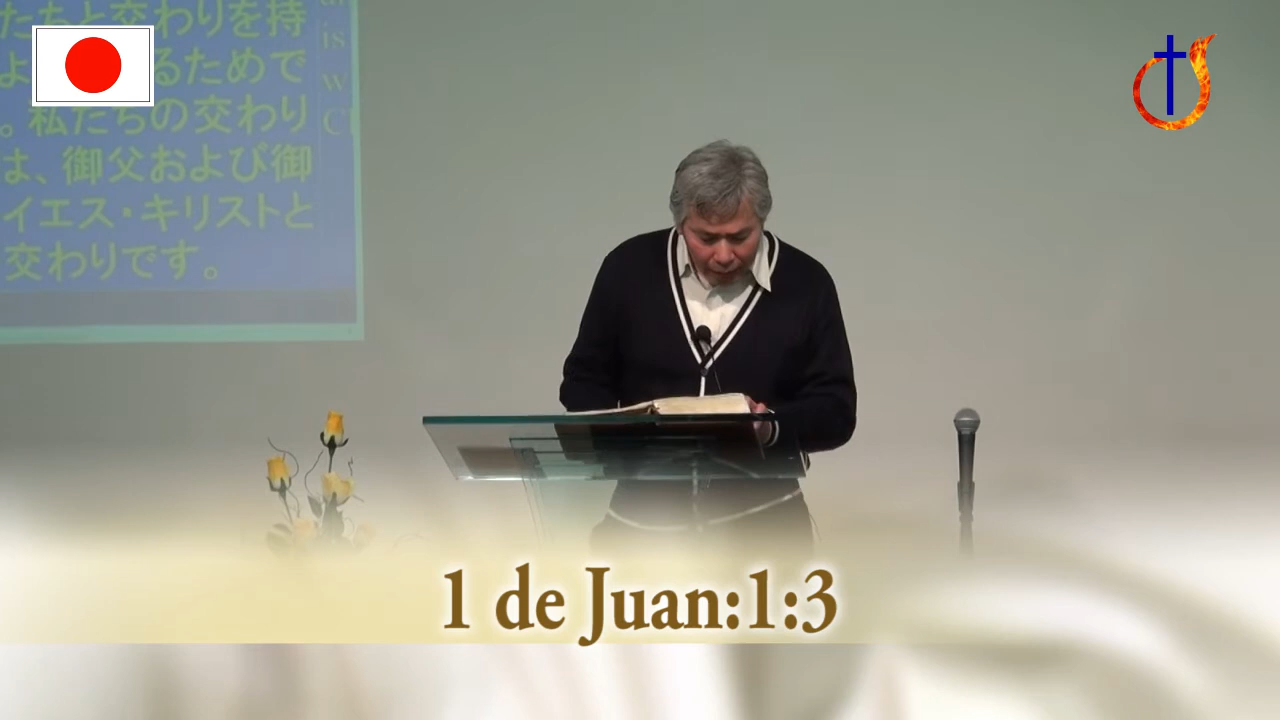 たちと交わりを持
よ
るためで
。私たちの交わり
は、御父および御
イエス・キリストと
交わりです。
is
w
1 de Juan:1:3